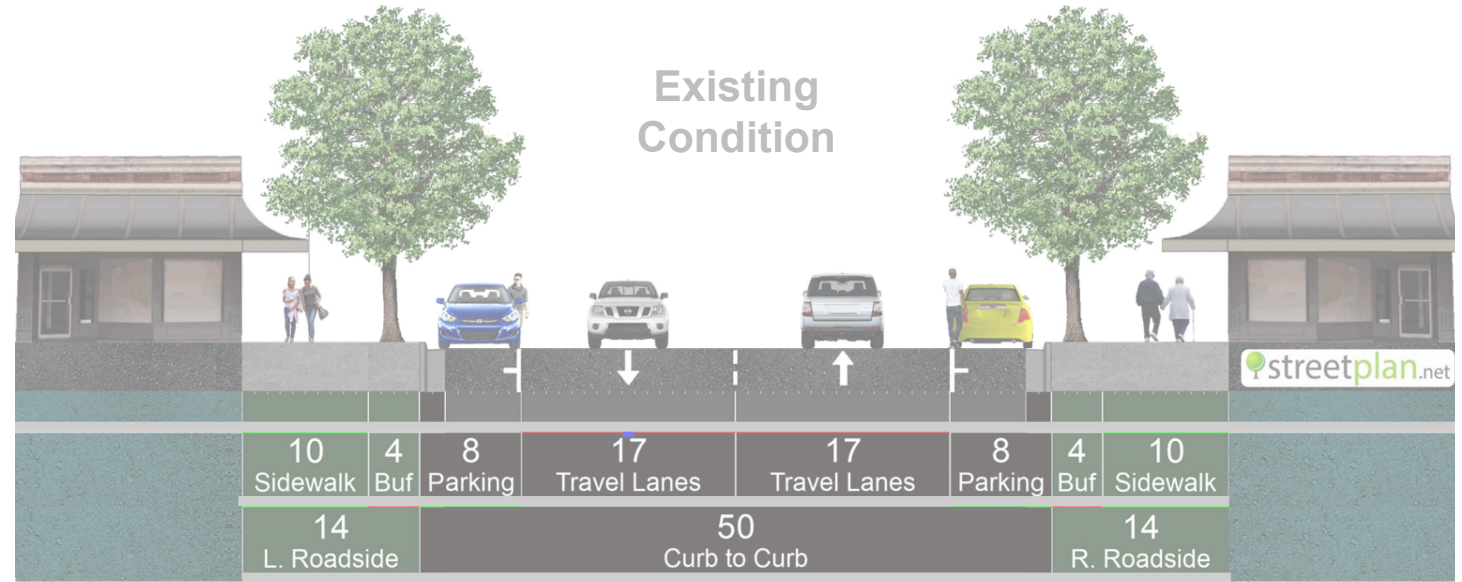 Existing
Condition
streetplan.net
10 4 8 17 17 8 4 10
Sidewalk Buf Parking Travel Lanes Travel Lanes Parking Buf Sidewalk
14 50 14
L. Roadside Curb to Curb R. Roadside